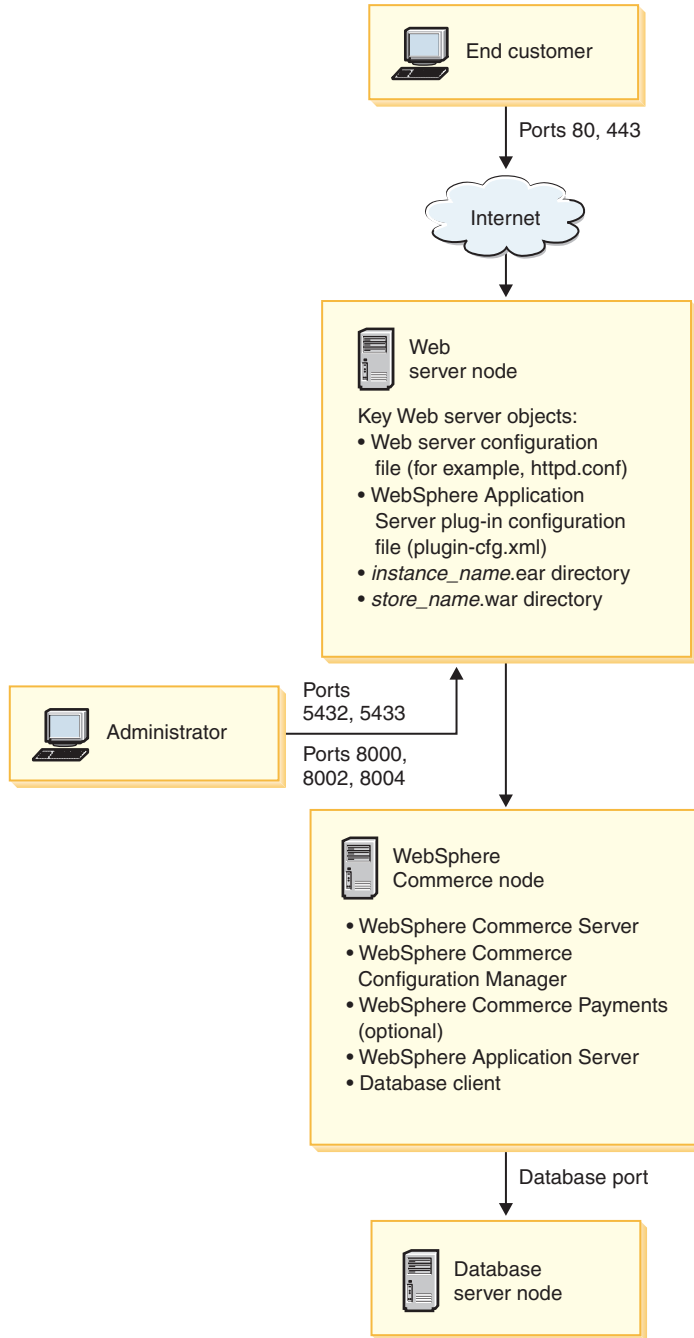 End customer
Ports 80, 443
Internet
Web
server node
Key Web server objects:
• Web server configuration
file (for example, httpd.conf)
• WebSphere Application
Server plug-in configuration
file (plugin-cfg.xml)
• instance_name.ear directory
• store_name.war directory
Administrator
Ports
5432, 5433
Ports 8000,
8002, 8004
WebSphere
Commerce node
• WebSphere Commerce Server
• WebSphere Commerce
Configuration Manager
• WebSphere Commerce Payments
(optional)
• WebSphere Application Server
• Database client
Database port
Database
server node